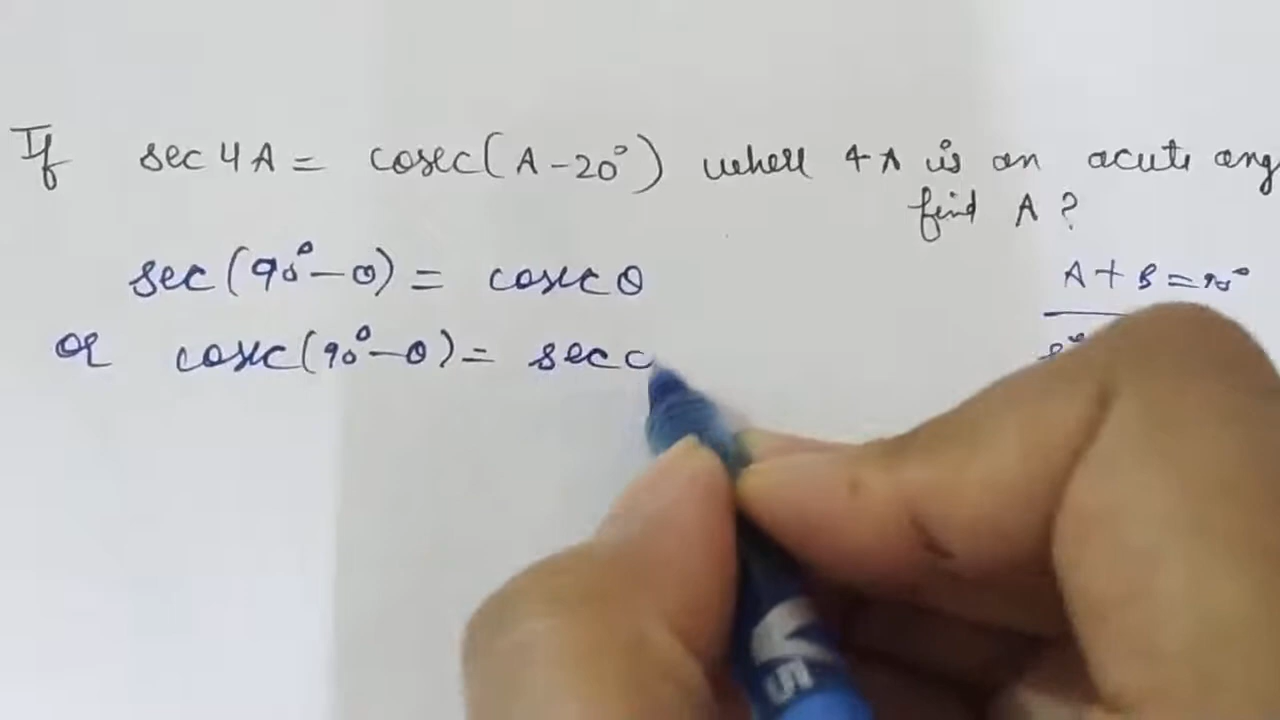 If sec 4A = cosec(A-20°) where 4A is an acute ang
find A?
sec(90°-θ) = cosec θ
A+B=90°
or cosec(90°-θ) = sec
V5